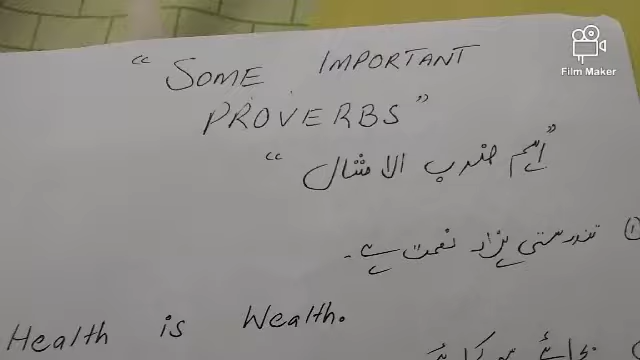 Film Maker
“SOME IMPORTANT
PROVERBS”
“اہم ضرب الامثال”
① تندرستی ہزار نعمت ہے۔
Health is Wealth.